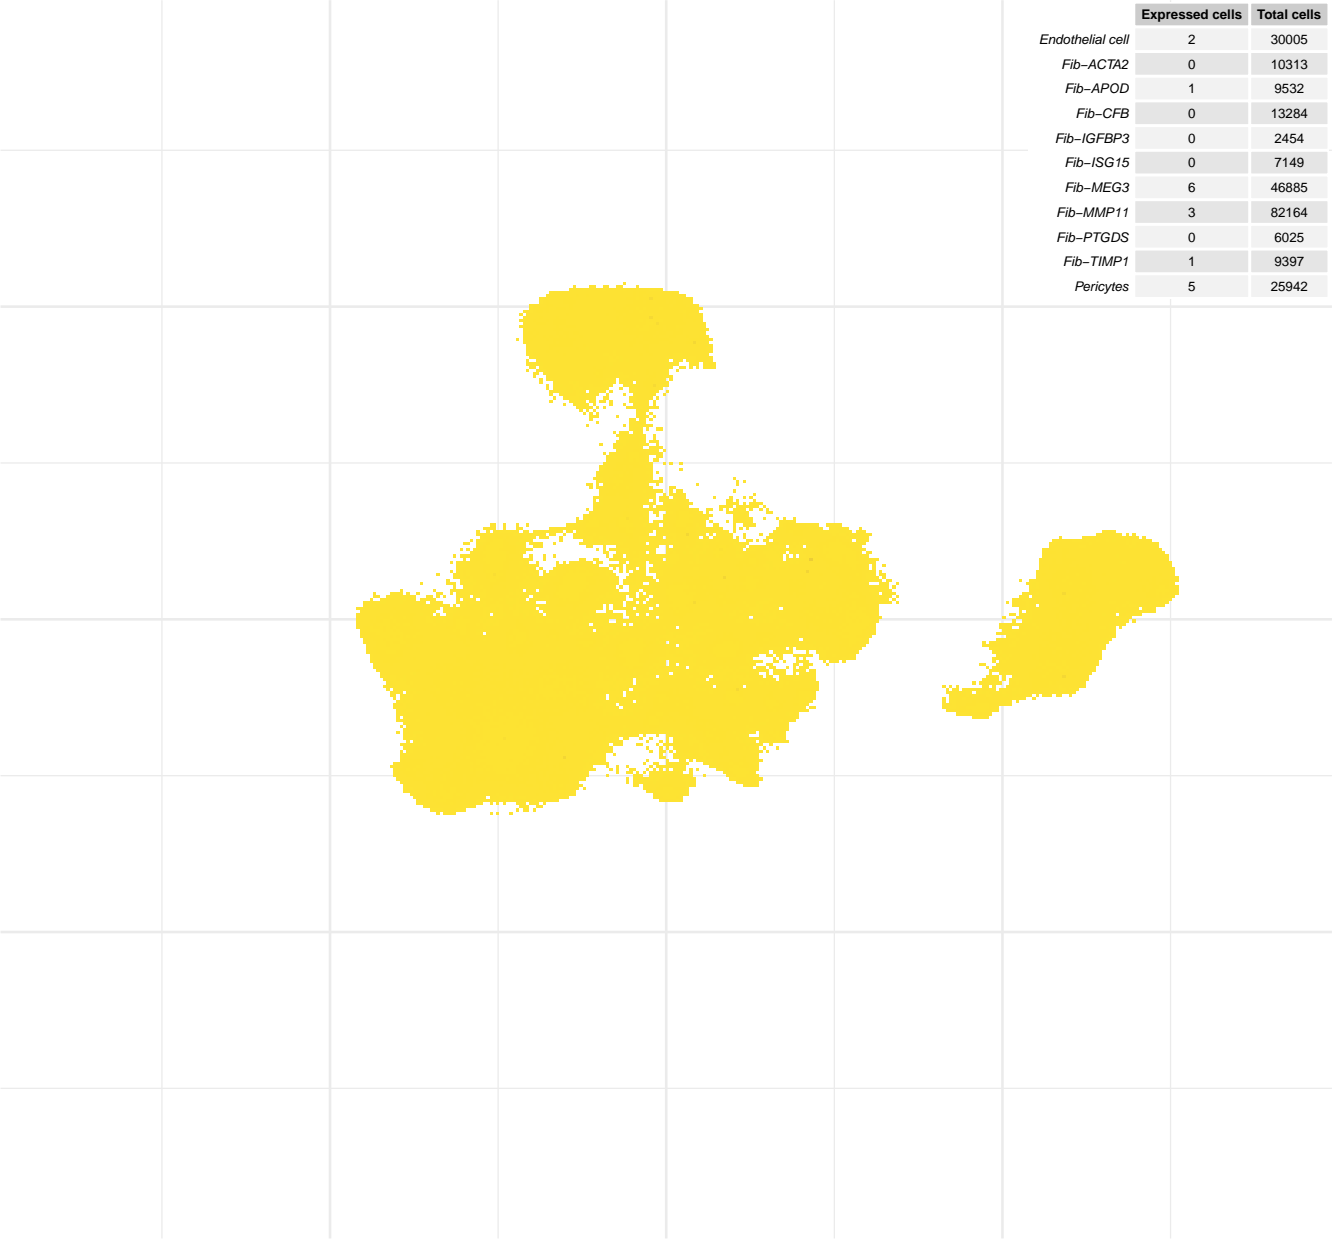 Expressed cells Total cells
Endothelial cell 2 30005
Fib−ACTA2 0 10313
Fib−APOD 1 9532
Fib−CFB 0 13284
Fib−IGFBP3 0 2454
Fib−ISG15 0 7149
Fib−MEG3 6 46885
Fib−MMP11 3 82164
Fib−PTGDS 0 6025
Fib−TIMP1 1 9397
Pericytes 5 25942